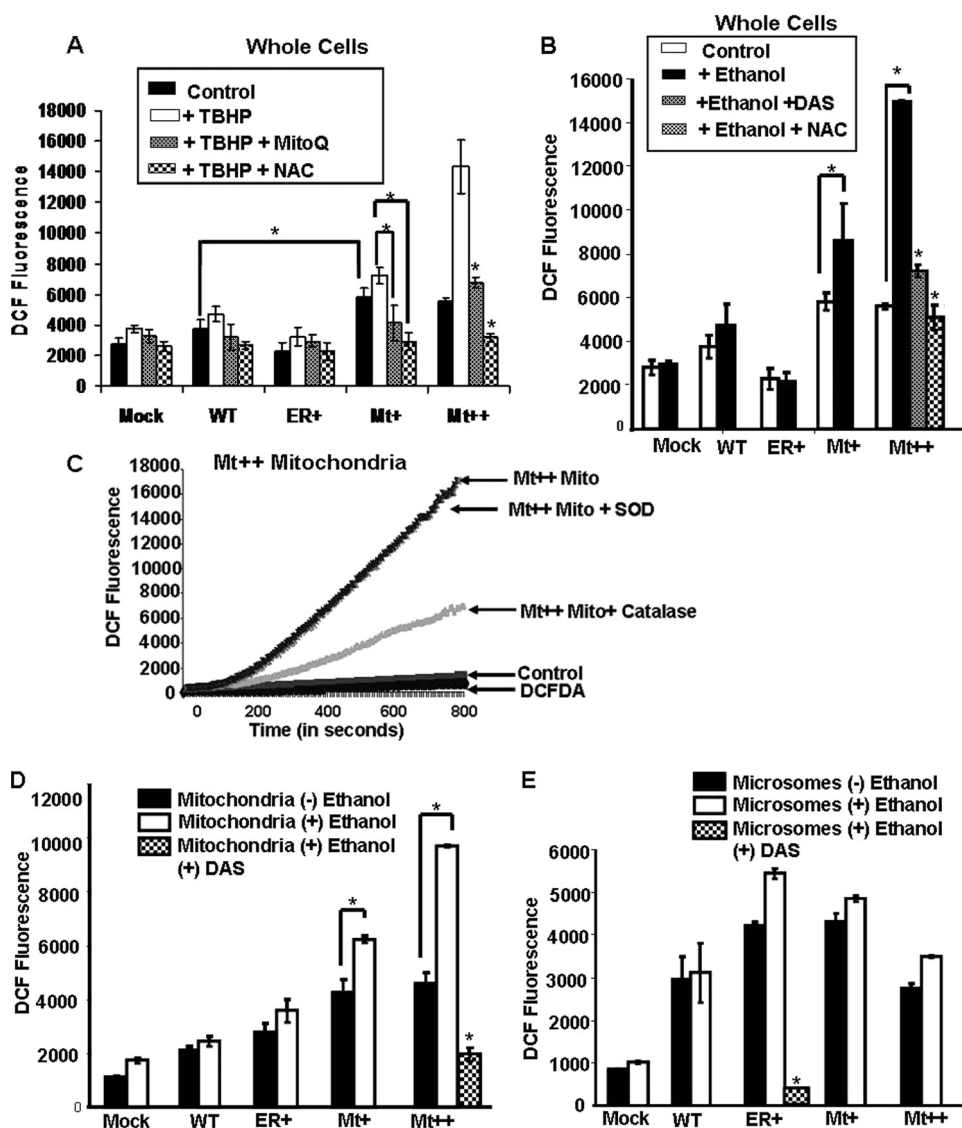 A
Whole Cells
Control
+ TBHP
+ TBHP + MitoQ
+ TBHP + NAC
DCF Fluorescence
18000
16000
14000
12000
10000
8000
6000
4000
2000
0
*
*
*
*
*
Mock WT ER+ Mt+ Mt++
B
Whole Cells
Control
+ Ethanol
+Ethanol +DAS
+ Ethanol + NAC
DCF Fluorescence
16000
14000
12000
10000
8000
6000
4000
2000
0
*
*
*
*
Mock WT ER+ Mt+ Mt++
C
Mt++ Mitochondria
DCF Fluorescence
18000
16000
14000
12000
10000
8000
6000
4000
2000
0
Mt++ Mito
Mt++ Mito + SOD
Mt++ Mito+ Catalase
Control
DCFDA
0 200 400 600 800
Time (in seconds)
D
Mitochondria (-) Ethanol
Mitochondria (+) Ethanol
Mitochondria (+) Ethanol
(+) DAS
DCF Fluorescence
12000
10000
8000
6000
4000
2000
0
*
*
*
Mock WT ER+ Mt+ Mt++
E
Microsomes (-) Ethanol
Microsomes (+) Ethanol
Microsomes (+) Ethanol
(+) DAS
DCF Fluorescence
6000
5000
4000
3000
2000
1000
0
*
Mock WT ER+ Mt+ Mt++